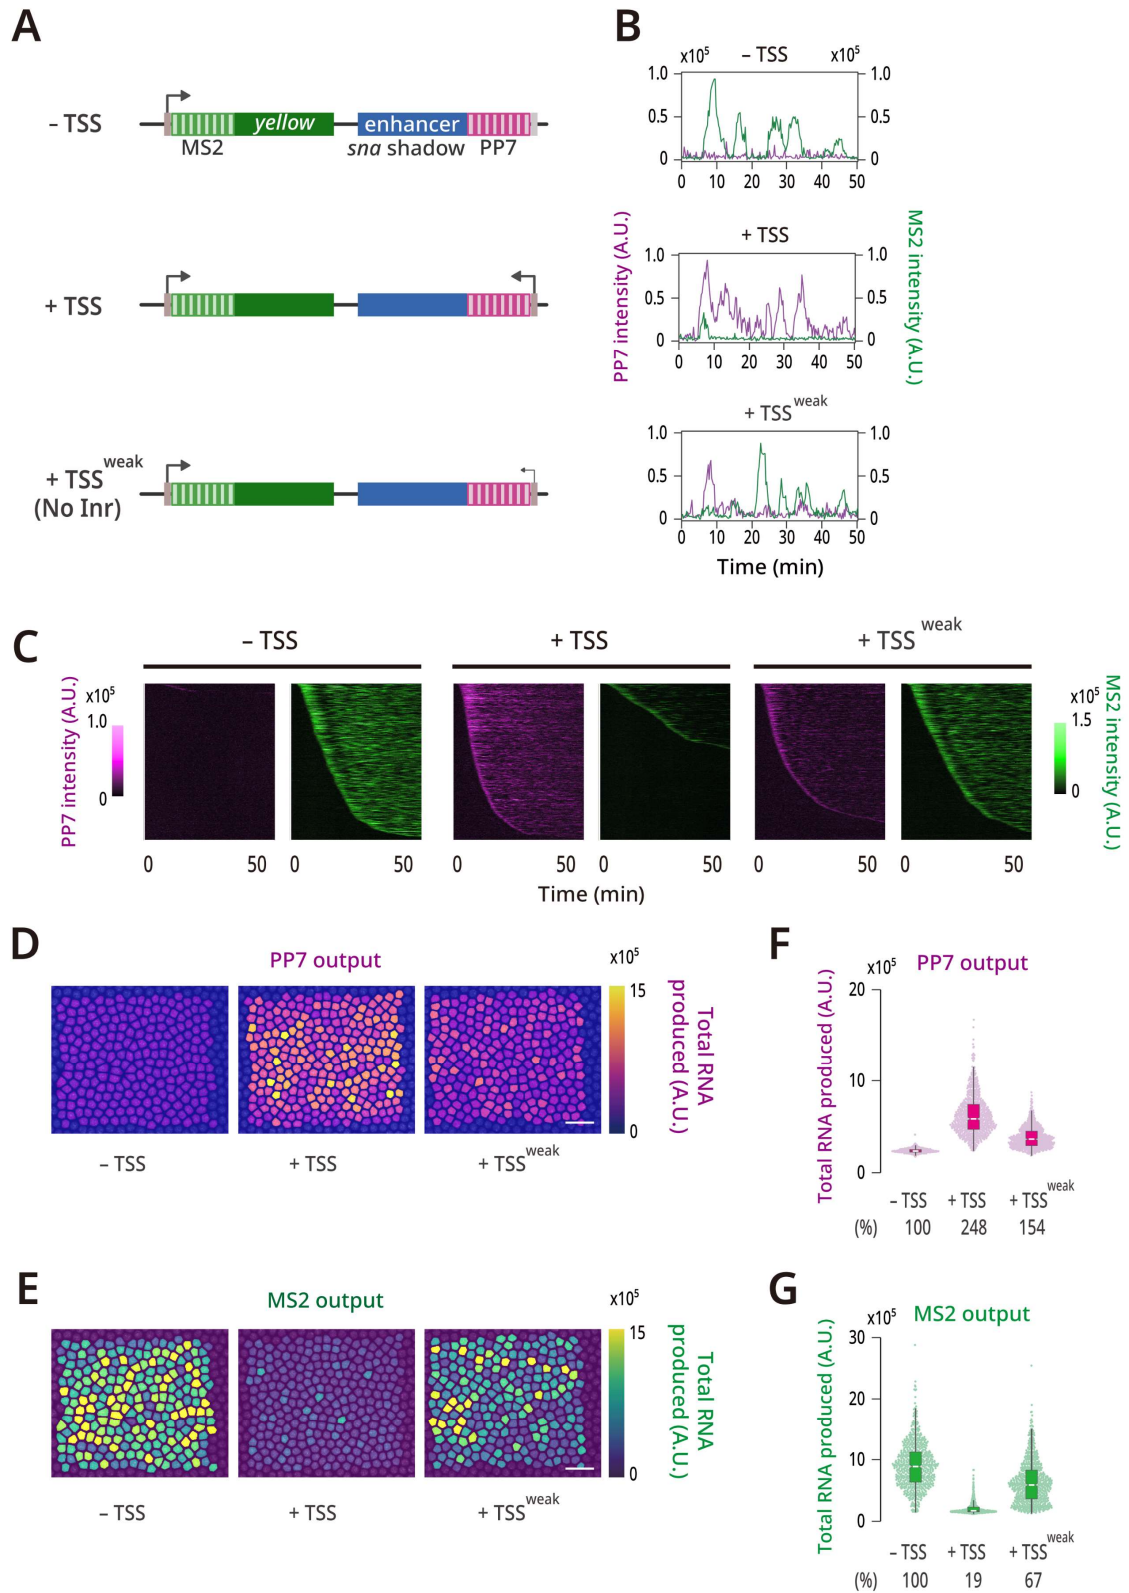 A
– TSS
yellow
enhancer
MS2
sna shadow
PP7
+ TSS
+ TSS weak
(No Inr)
B
x10⁵
– TSS
x10⁵
1.0
1.0
0.5
0.5
0
0
0 10 20 30 40 50
PP7 intensity (A.U.)
MS2 intensity (A.U.)
+ TSS
1.0
1.0
0.5
0.5
0
0
0 10 20 30 40 50
+ TSS weak
1.0
1.0
0.5
0.5
0
0
0 10 20 30 40 50
Time (min)
C
– TSS
+ TSS
+ TSS weak
PP7 intensity (A.U.)
x10⁵
1.0
0
x10⁵
1.5
0
MS2 intensity (A.U.)
0 50 0 50 0 50 0 50 0 50 0 50
Time (min)
D
PP7 output
x10⁵
15
0
Total RNA
produced (A.U.)
– TSS
+ TSS
+ TSS weak
F
x10⁵
PP7 output
Total RNA produced (A.U.)
20
10
0
– TSS + TSS + TSS weak
(%) 100 248 154
E
MS2 output
x10⁵
15
0
Total RNA
produced (A.U.)
– TSS
+ TSS
+ TSS weak
G
x10⁵
MS2 output
Total RNA produced (A.U.)
30
20
10
0
– TSS + TSS + TSS weak
(%) 100 19 67